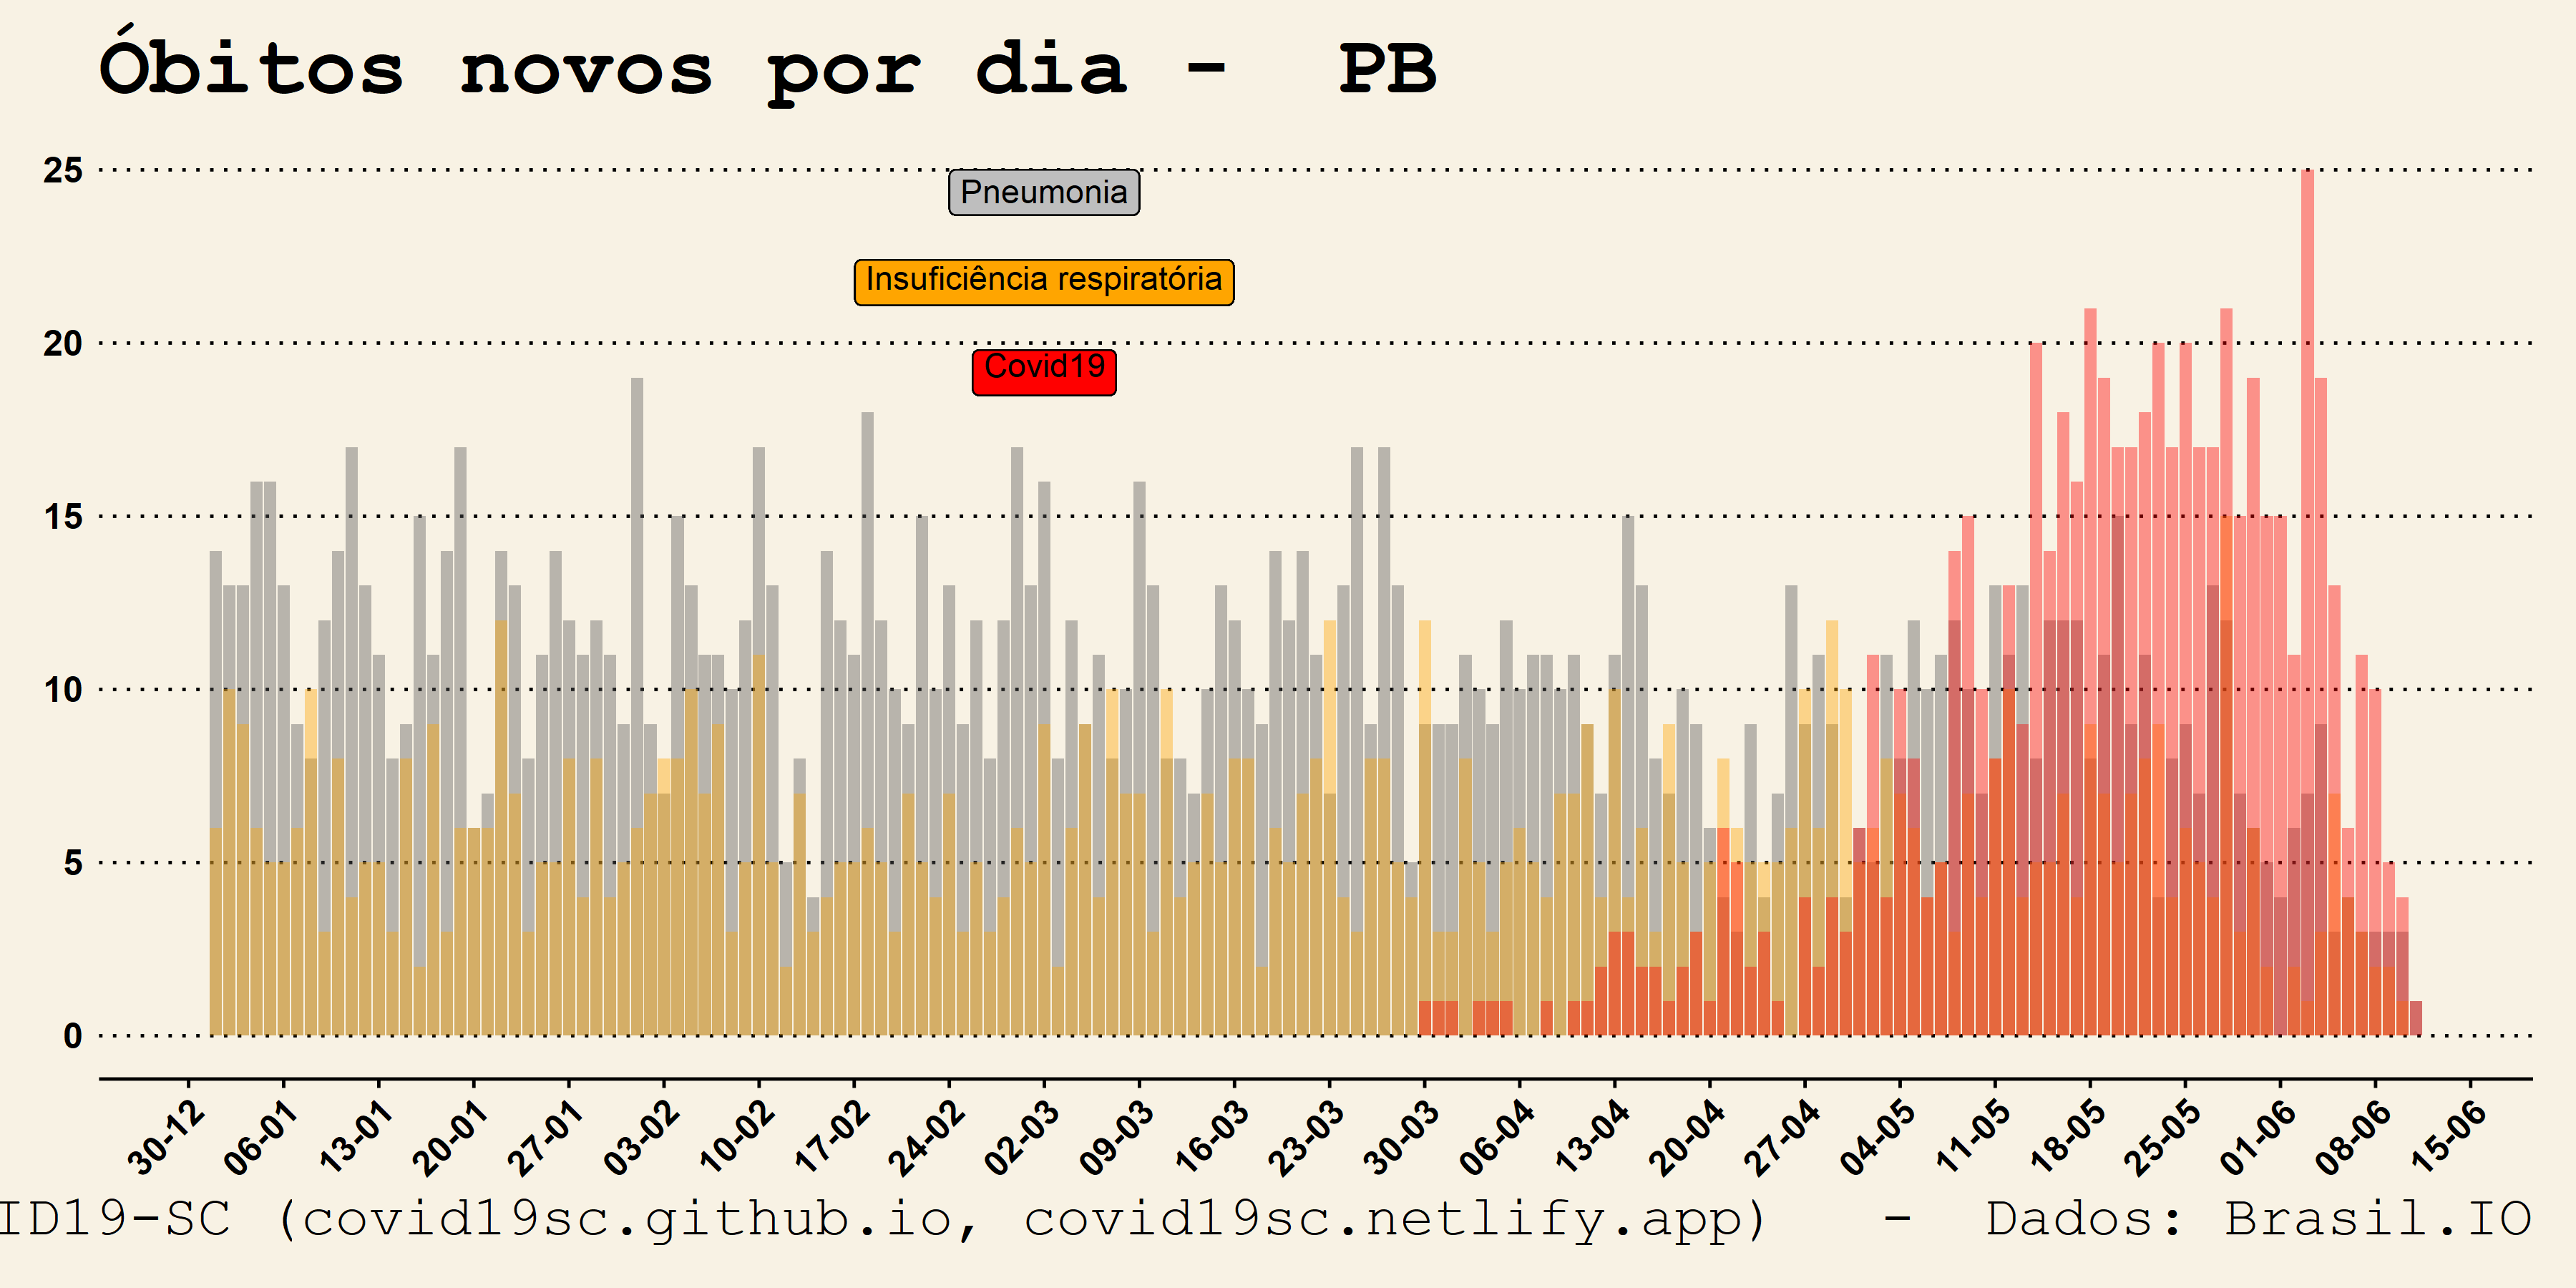 Óbitos novos por dia - PB
25
Pneumonia
Insuficiência respiratória
20
Covid19
15
10
5
0
30-12 06-01 13-01 20-01 27-01 03-02 10-02 17-02 24-02 02-03 09-03 16-03 23-03 30-03 06-04 13-04 20-04 27-04 04-05 11-05 18-05 25-05 01-06 08-06 15-06
ID19-SC (covid19sc.github.io, covid19sc.netlify.app) - Dados: Brasil.IO